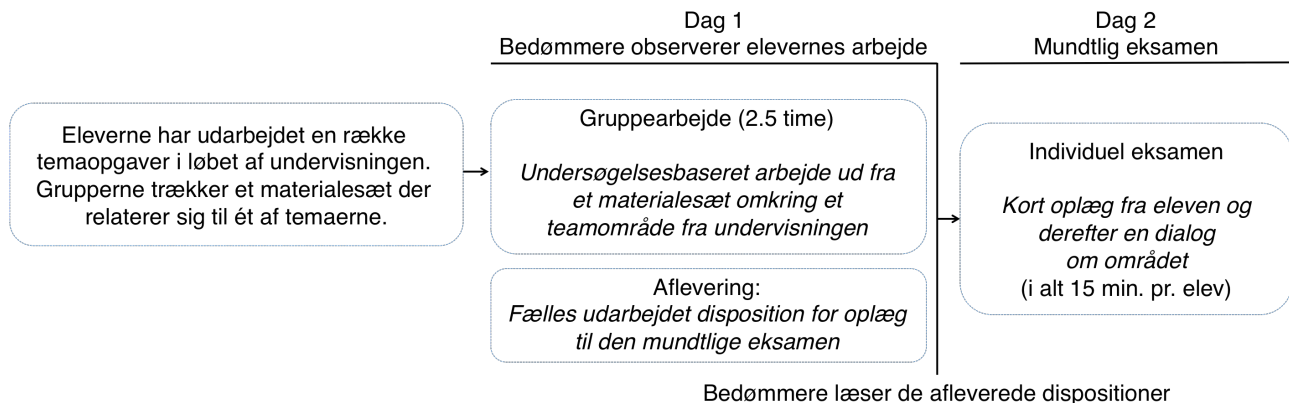 Dag 1
Bedømmere observerer elevernes arbejde
Dag 2
Mundtlig eksamen
Eleverne har udarbejdet en række
temaopgaver i løbet af undervisningen.
Grupperne trækker et materialesæt der
relaterer sig til ét af temaerne.
Gruppearbejde (2.5 time)
Undersøgelsesbaseret arbejde ud fra
et materialesæt omkring et
teamområde fra undervisningen
Aflevering:
Fælles udarbejdet disposition for oplæg
til den mundtlige eksamen
Individuel eksamen
Kort oplæg fra eleven og
derefter en dialog
om området
(i alt 15 min. pr. elev)
Bedømmere læser de afleverede dispositioner